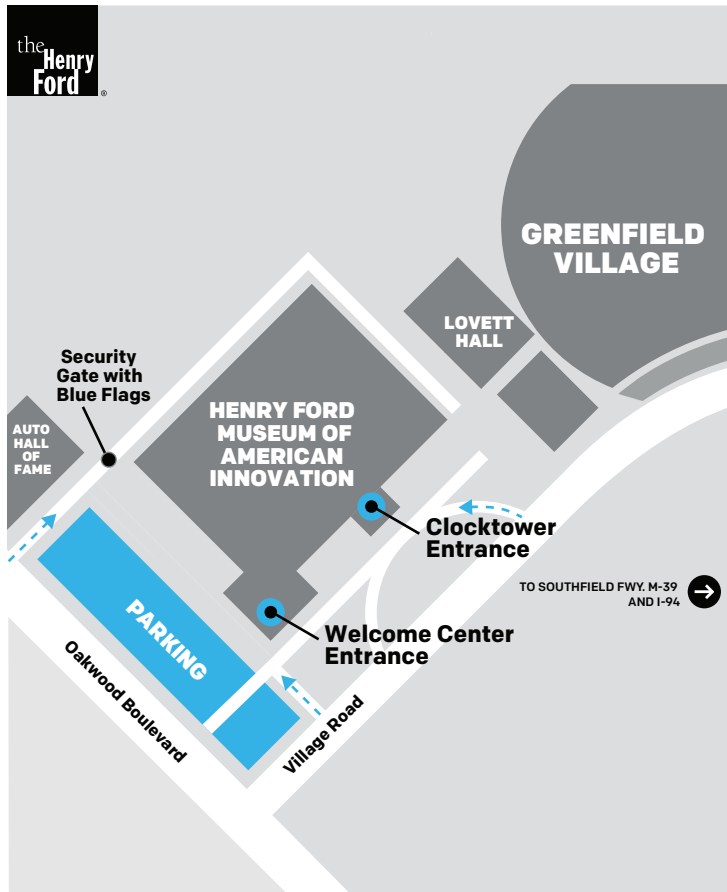 the
Henry
Ford
®
GREENFIELD
VILLAGE
LOVETT
HALL
Security
Gate with
Blue Flags
HENRY FORD
MUSEUM OF
AMERICAN
INNOVATION
AUTO
HALL
OF
FAME
Clocktower
Entrance
TO SOUTHFIELD FWY. M-39
AND I-94
PARKING
Welcome Center
Entrance
Oakwood Boulevard
Village Road